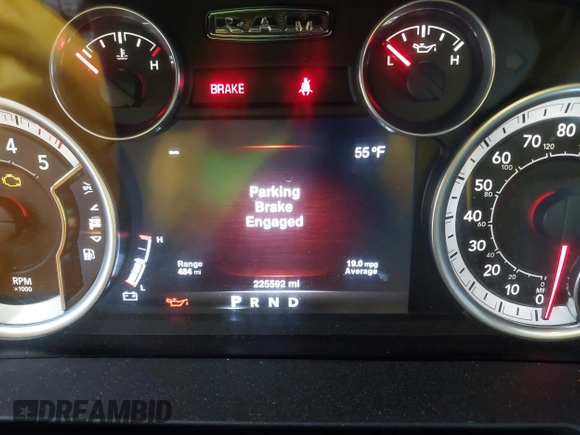 RAM
H
BRAKE
L H
4 5
55 °F
80
120
70
100
60
50 80
40 60
30
40
20
20
10
0
0
MPH
Parking
Brake
Engaged
H
L
Range
484 mi
19.0 mpg
Average
225592 mi
RPM
x1000
P R N D
DREAMBID